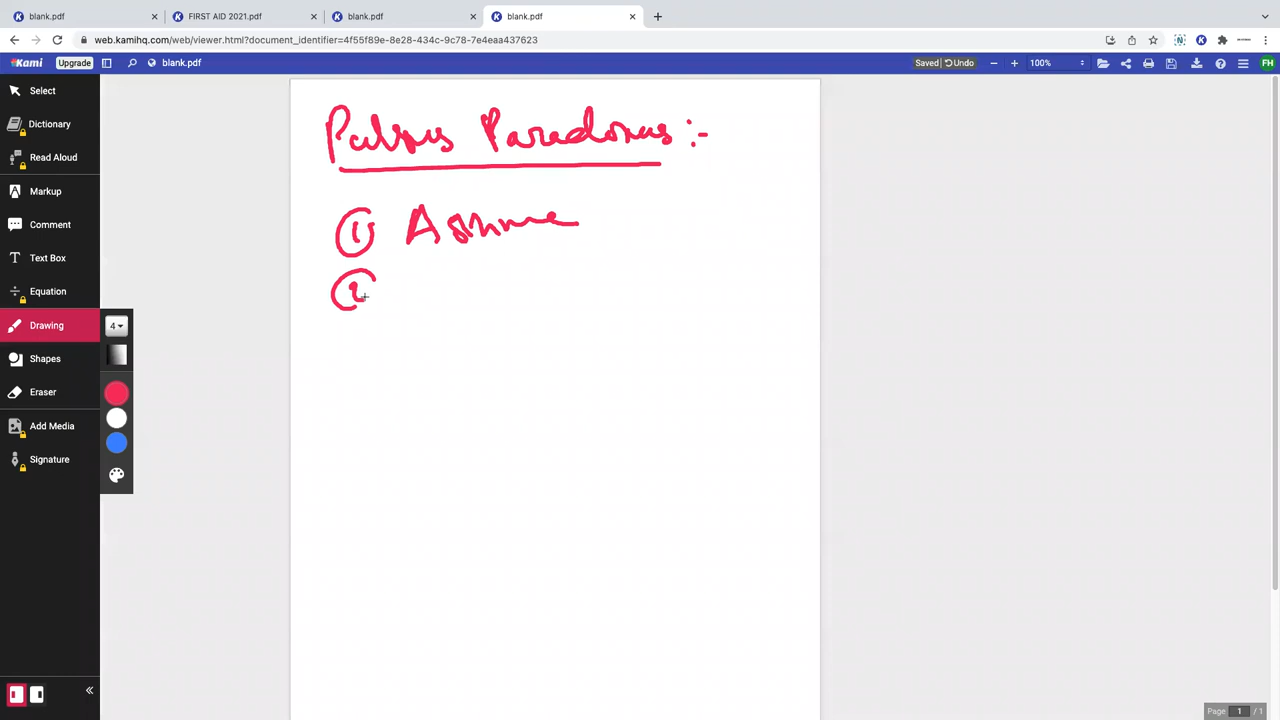 blank.pdf
FIRST AID 2021.pdf
blank.pdf
blank.pdf
web.kamihq.com/web/viewer.html?document_identifier=4f55f89e-8e28-434c-9c78-7e4eaa437623
Kami
Upgrade
blank.pdf
Saved
Undo
100%
FH
Select
Dictionary
Read Aloud
Markup
Comment
Text Box
Equation
Drawing
4
Shapes
Eraser
Add Media
Signature
Pulsus Paradoxus :-
① Asthma
②
Page 1 / 1